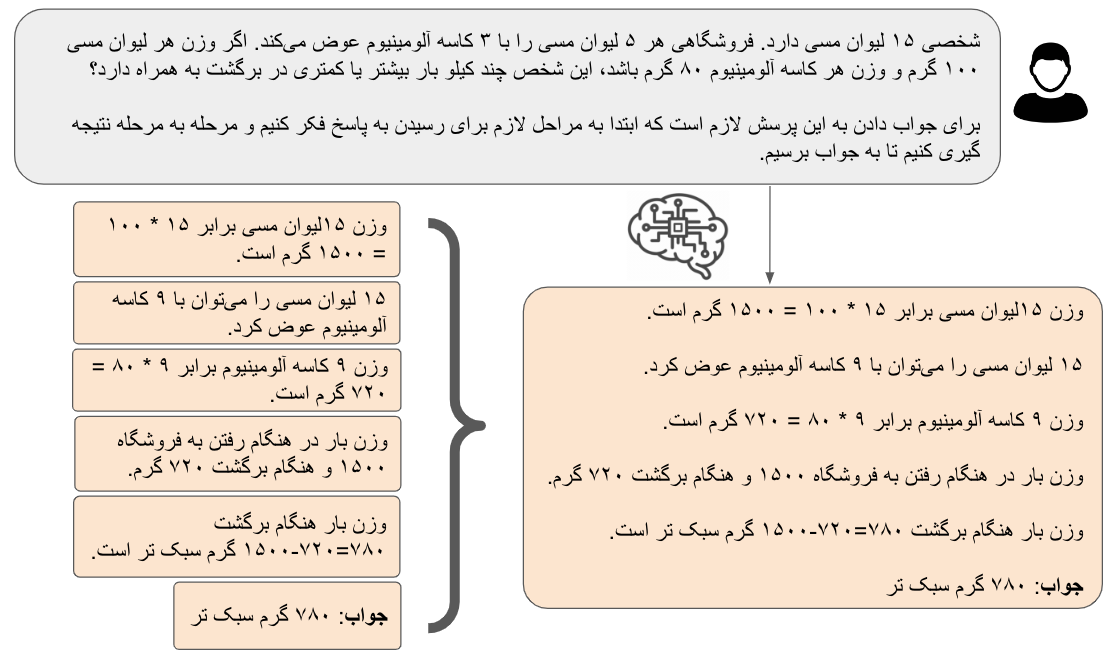 شخصی ۱۵ لیوان مسی دارد. فروشگاهی هر ۵ لیوان مسی را با ۳ کاسه آلومینیوم عوض می‌کند. اگر وزن هر لیوان مسی
۱۰۰ گرم و وزن هر کاسه آلومینیوم ۸۰ گرم باشد، این شخص چند کیلو بار بیشتر یا کمتری در برگشت به همراه دارد؟
برای جواب دادن به این پرسش لازم است که ابتدا به مراحل لازم برای رسیدن به پاسخ فکر کنیم و مرحله به مرحله نتیجه
گیری کنیم تا به جواب برسیم.
وزن ۱۵لیوان مسی برابر ۱۵ * ۱۰۰ = ۱۵۰۰ گرم است.
۱۵ لیوان مسی را می‌توان با ۹ کاسه آلومینیوم عوض کرد.
وزن ۹ کاسه آلومینیوم برابر ۹ * ۸۰ = ۷۲۰ گرم است.
وزن بار در هنگام رفتن به فروشگاه ۱۵۰۰ و هنگام برگشت ۷۲۰ گرم.
وزن بار هنگام برگشت ۷۸۰=۷۲۰-۱۵۰۰ گرم سبک تر است.
جواب: ۷۸۰ گرم سبک تر
وزن ۱۵لیوان مسی برابر ۱۵ * ۱۰۰
= ۱۵۰۰ گرم است.
۱۵ لیوان مسی را می‌توان با ۹ کاسه
آلومینیوم عوض کرد.
وزن ۹ کاسه آلومینیوم برابر ۹ * ۸۰ =
۷۲۰ گرم است.
وزن بار در هنگام رفتن به فروشگاه
۱۵۰۰ و هنگام برگشت ۷۲۰ گرم.
وزن بار هنگام برگشت
۷۸۰=۷۲۰-۱۵۰۰ گرم سبک تر است.
جواب: ۷۸۰ گرم سبک تر